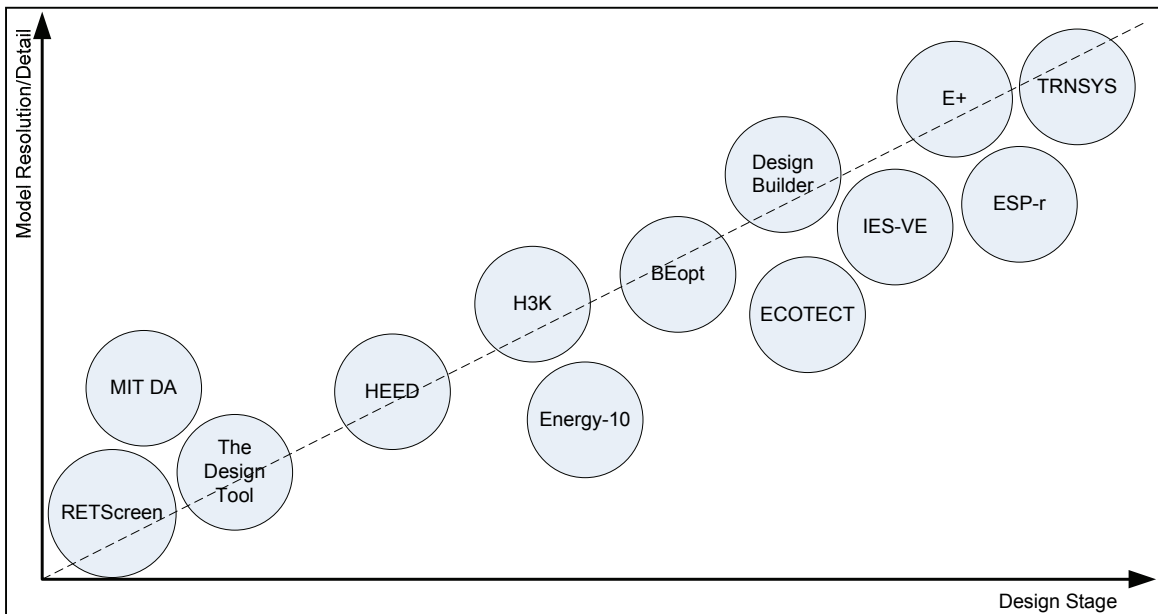 Model Resolution/Detail
E+
TRNSYS
Design
Builder
ESP-r
IES-VE
BEopt
H3K
ECOTECT
MIT DA
HEED
Energy-10
The
Design
Tool
RETScreen
Design Stage